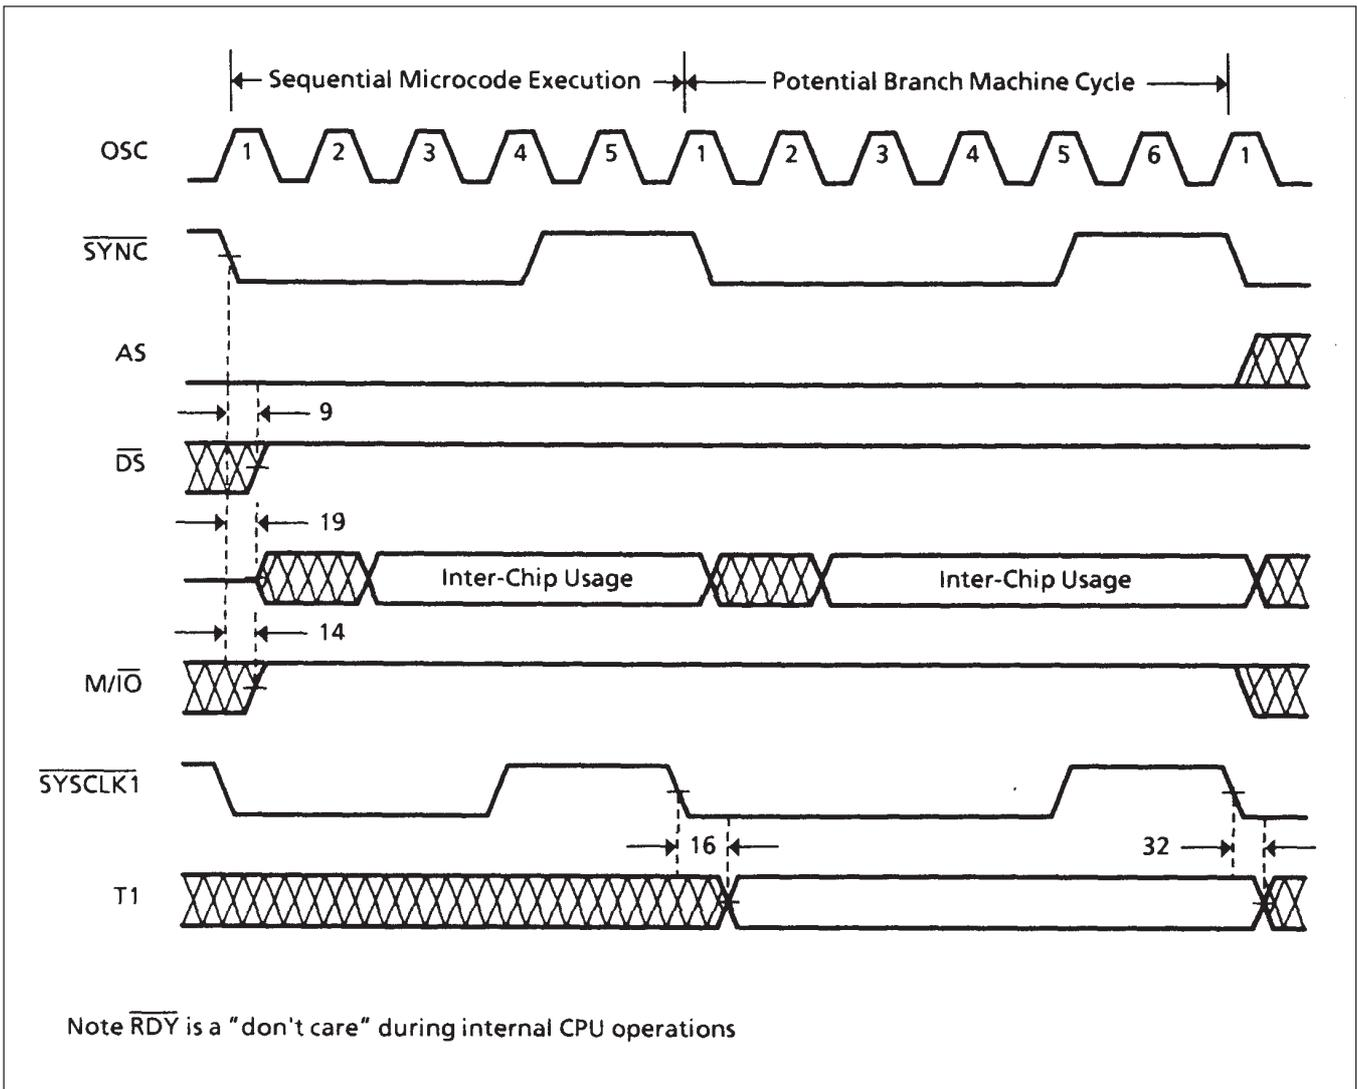 Sequential Microcode Execution Potential Branch Machine Cycle
OSC 1 2 3 4 5 1 2 3 4 5 6 1
SYNC
AS
9
DS
19
Inter-Chip Usage Inter-Chip Usage
14
M/IO
SYSCLK1
16 32
T1
Note RDY is a "don't care" during internal CPU operations